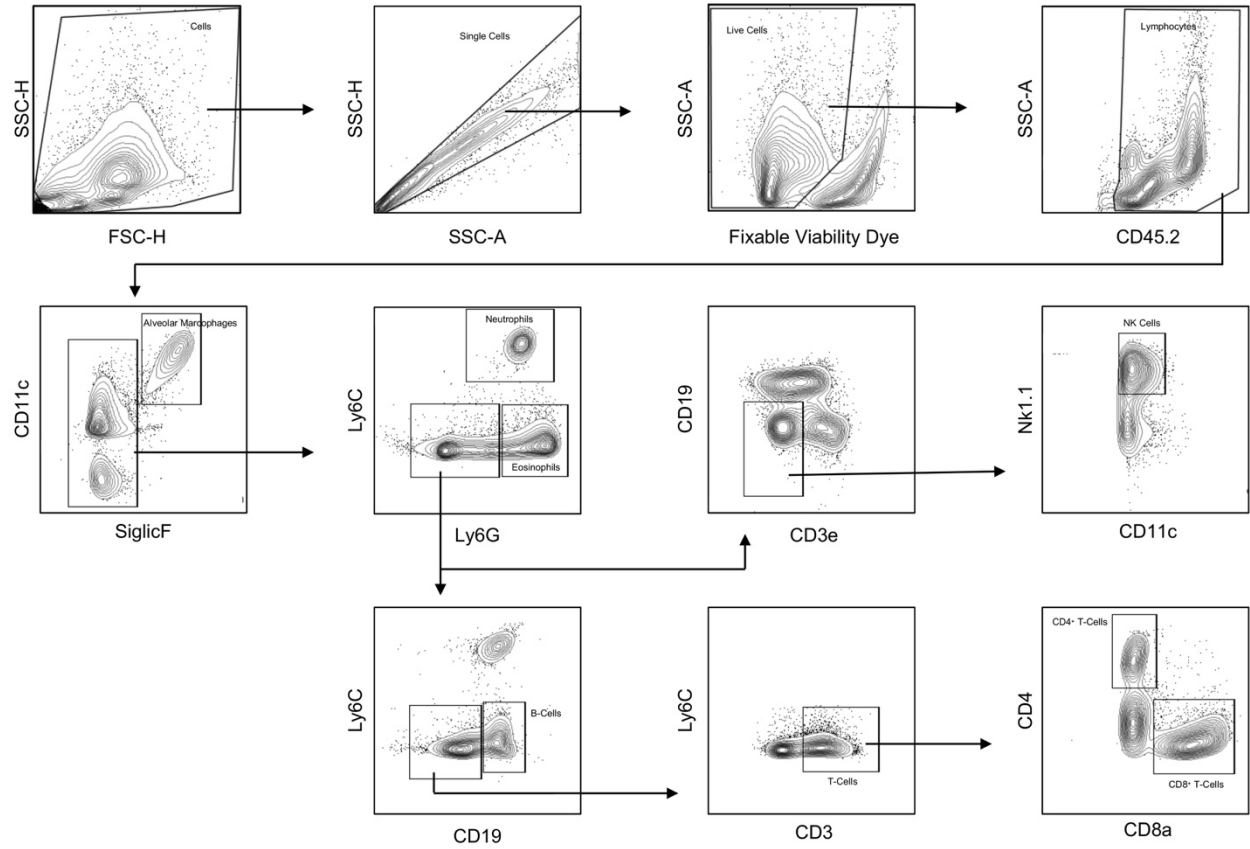 Cells
SSC-H
FSC-H
Single Cells
SSC-H
SSC-A
Live Cells
SSC-A
Fixable Viability Dye
Lymphocytes
SSC-A
CD45.2
Alveolar Marcophages
CD11c
SiglicF
Neutrophils
Ly6C
Eosinophils
Ly6G
CD19
CD3e
NK Cells
Nk1.1
CD11c
Ly6C
B-Cells
CD19
Ly6C
T-Cells
CD3
CD4⁺ T-Cells
CD4
CD8⁺ T-Cells
CD8a